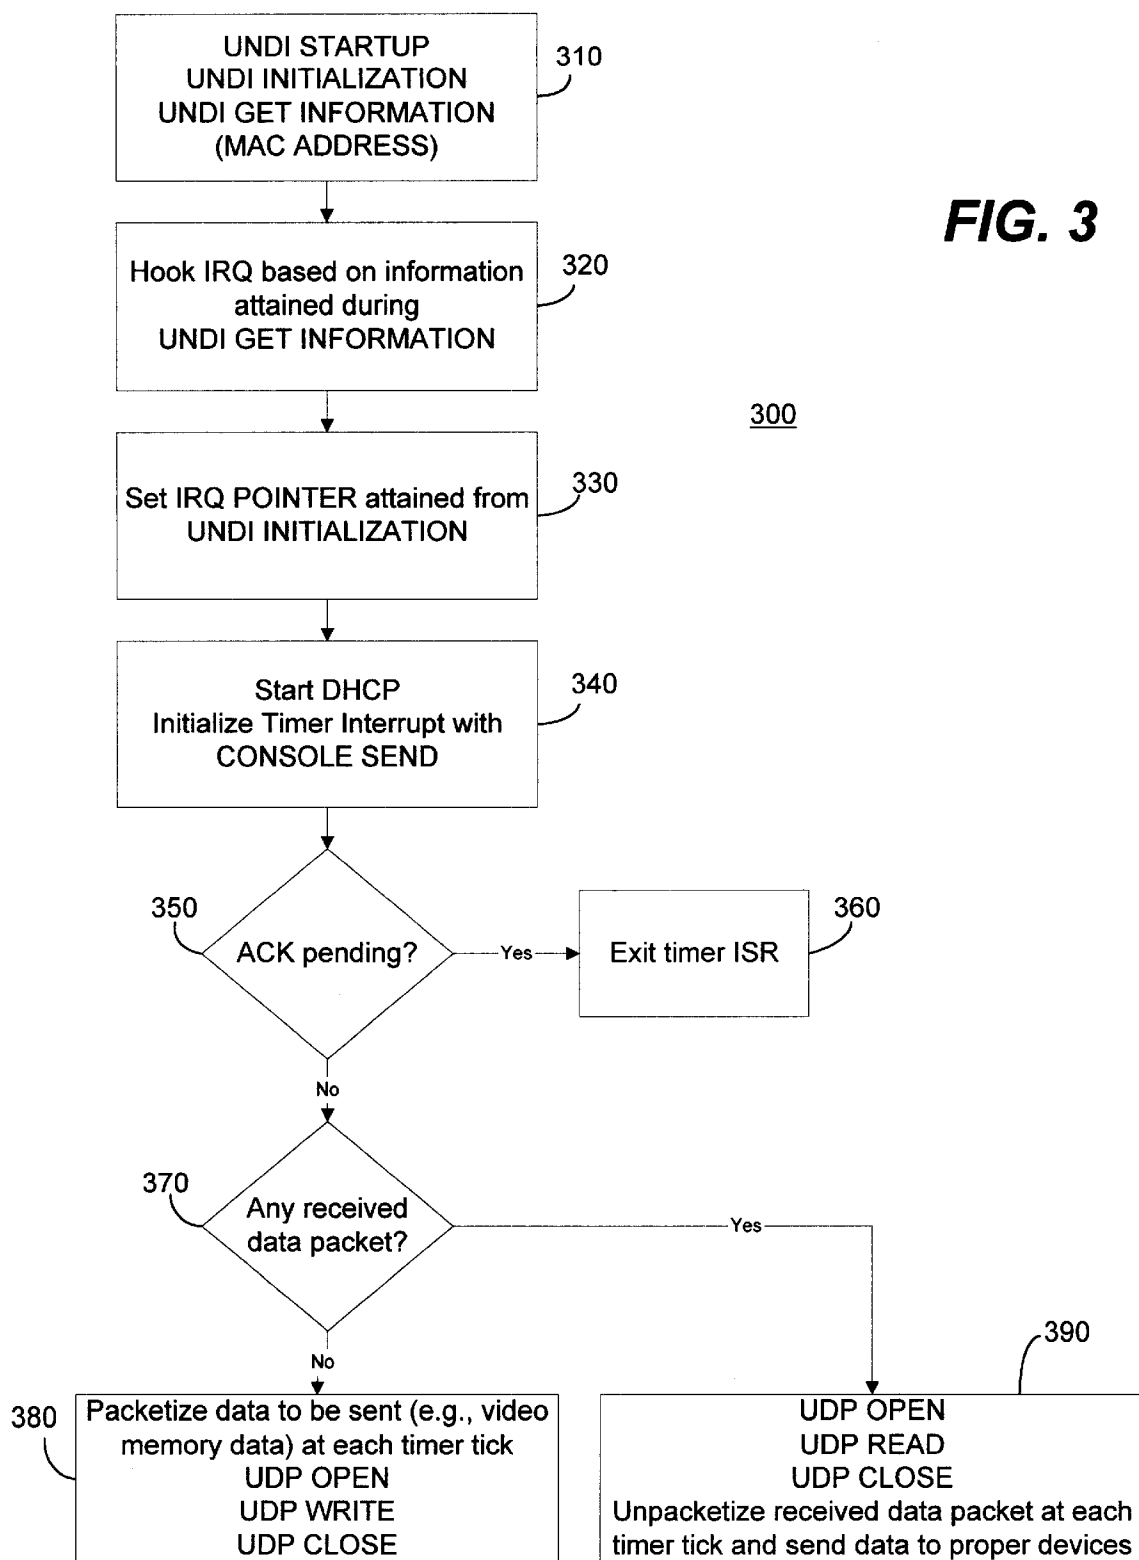 UNDI STARTUP
UNDI INITIALIZATION
UNDI GET INFORMATION
(MAC ADDRESS)
310
FIG. 3
Hook IRQ based on information
attained during
UNDI GET INFORMATION
320
300
Set IRQ POINTER attained from
UNDI INITIALIZATION
330
Start DHCP
Initialize Timer Interrupt with
CONSOLE SEND
340
350
ACK pending?
Yes
Exit timer ISR
360
No
370
Any received
data packet?
Yes
No
380
Packetize data to be sent (e.g., video
memory data) at each timer tick
UDP OPEN
UDP WRITE
UDP CLOSE
390
UDP OPEN
UDP READ
UDP CLOSE
Unpacketize received data packet at each
timer tick and send data to proper devices